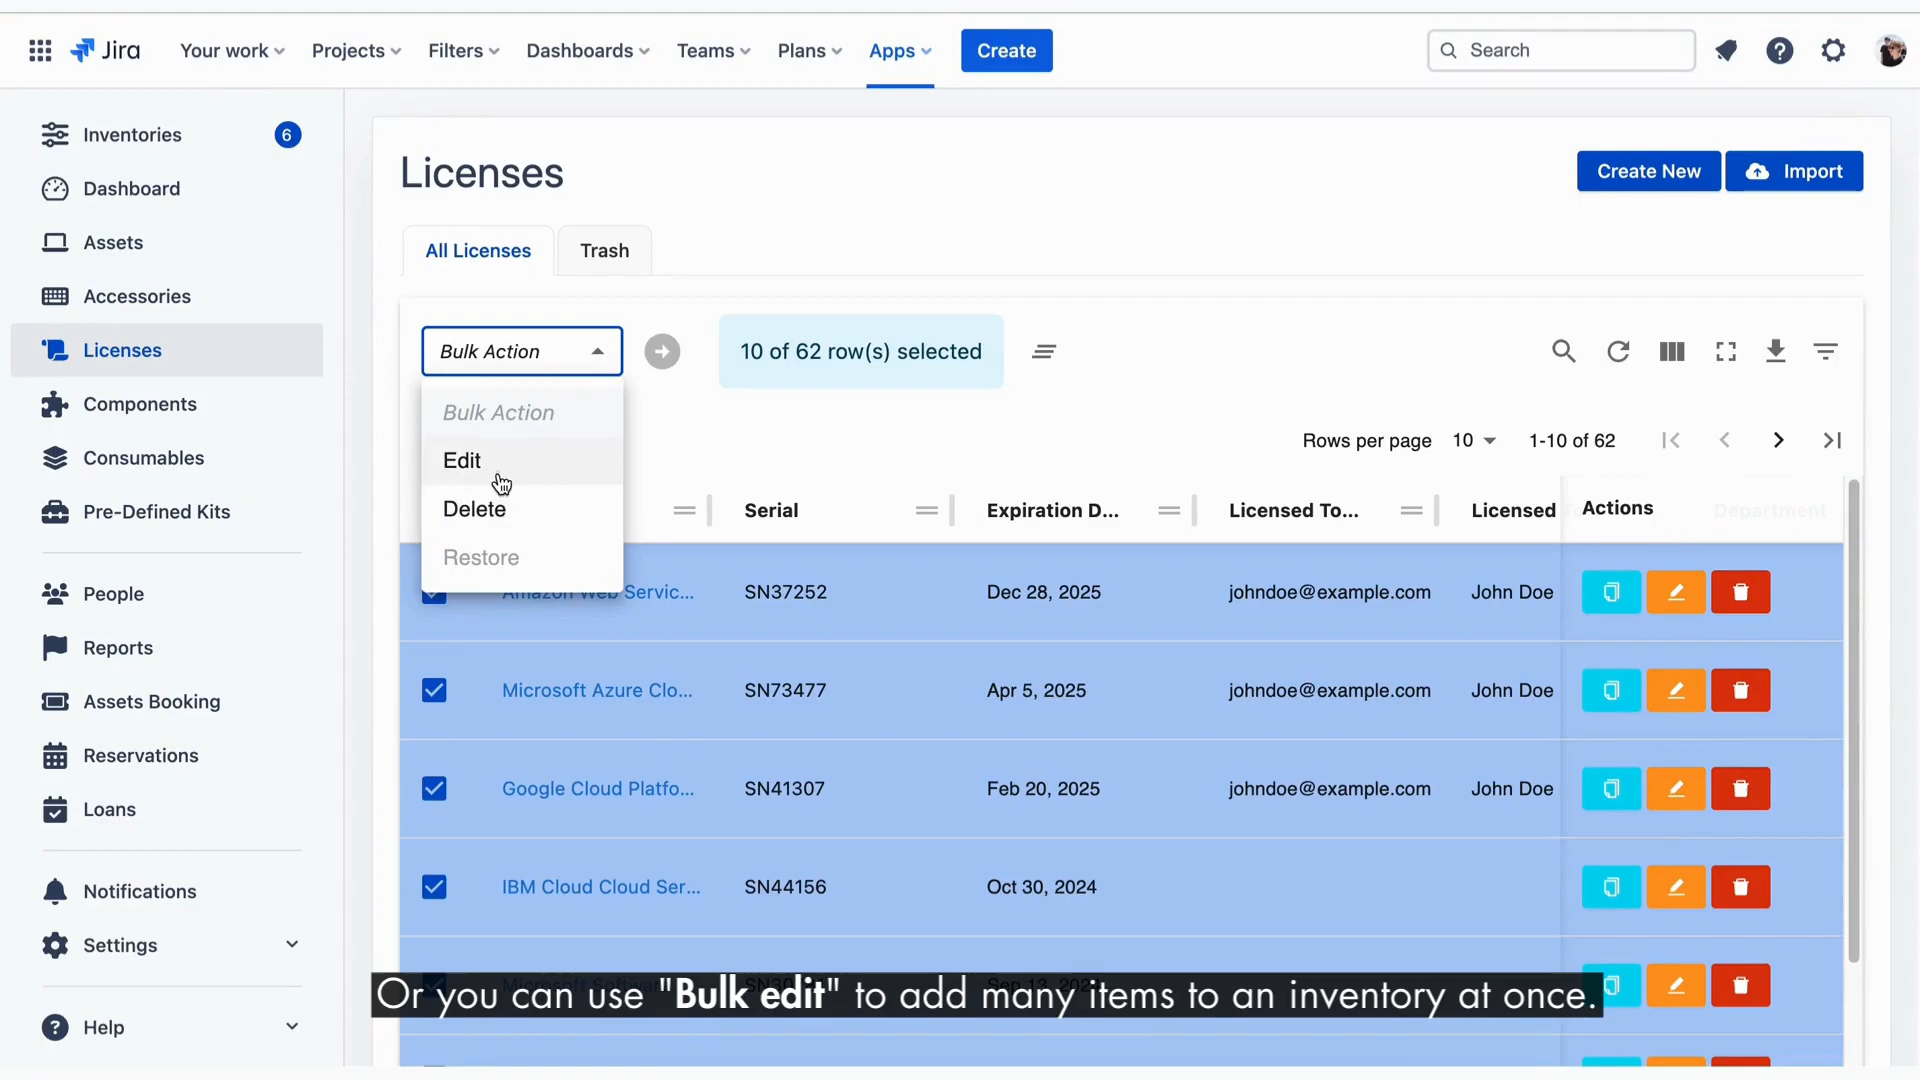 Jira
Your work
Projects
Filters
Dashboards
Teams
Plans
Apps
Create
Search
Inventories
6
Dashboard
Assets
Accessories
Licenses
Components
Consumables
Pre-Defined Kits
People
Reports
Assets Booking
Reservations
Loans
Notifications
Settings
Help
Licenses
Create New
Import
All Licenses
Trash
Bulk Action
10 of 62 row(s) selected
Bulk Action
Edit
Delete
Restore
Rows per page 10 1-10 of 62
Serial Expiration D... Licensed To... Licensed Actions Department
Amazon Web Servic... SN37252 Dec 28, 2025 johndoe@example.com John Doe
Microsoft Azure Clo... SN73477 Apr 5, 2025 johndoe@example.com John Doe
Google Cloud Platfo... SN41307 Feb 20, 2025 johndoe@example.com John Doe
IBM Cloud Cloud Ser... SN44156 Oct 30, 2024
Or you can use "Bulk edit" to add many items to an inventory at once.